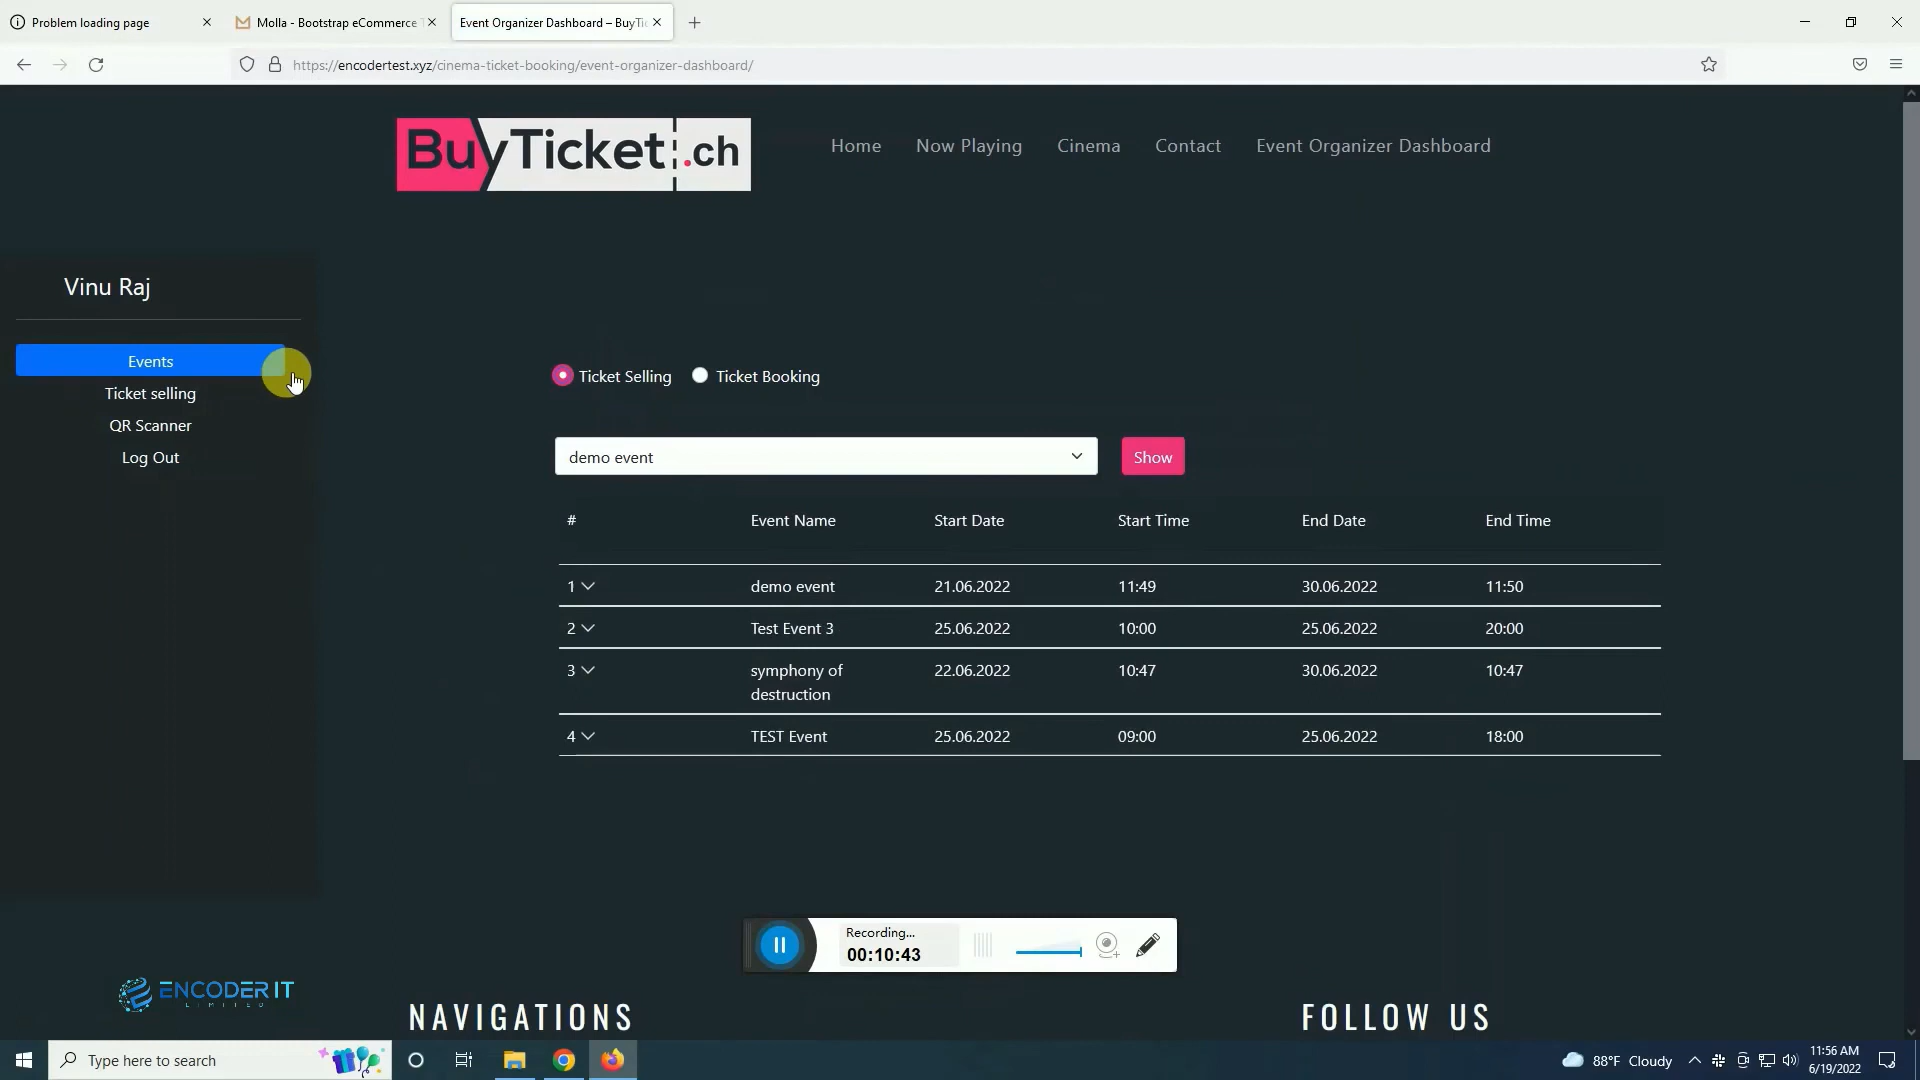 Problem loading page
Molla - Bootstrap eCommerce
Event Organizer Dashboard – BuyTic
https://encodertest.xyz/cinema-ticket-booking/event-organizer-dashboard/
BuyTicket.ch
Home Now Playing Cinema Contact Event Organizer Dashboard
Vinu Raj
Events
Ticket selling
QR Scanner
Log Out
Ticket Selling Ticket Booking
demo event
Show
# Event Name Start Date Start Time End Date End Time
1 demo event 21.06.2022 11:49 30.06.2022 11:50
2 Test Event 3 25.06.2022 10:00 25.06.2022 20:00
3 symphony of 22.06.2022 10:47 30.06.2022 10:47
destruction
4 TEST Event 25.06.2022 09:00 25.06.2022 18:00
Recording...
00:10:43
ENCODER IT
LIMITED
NAVIGATIONS
FOLLOW US
Type here to search
88°F Cloudy
11:56 AM
6/19/2022